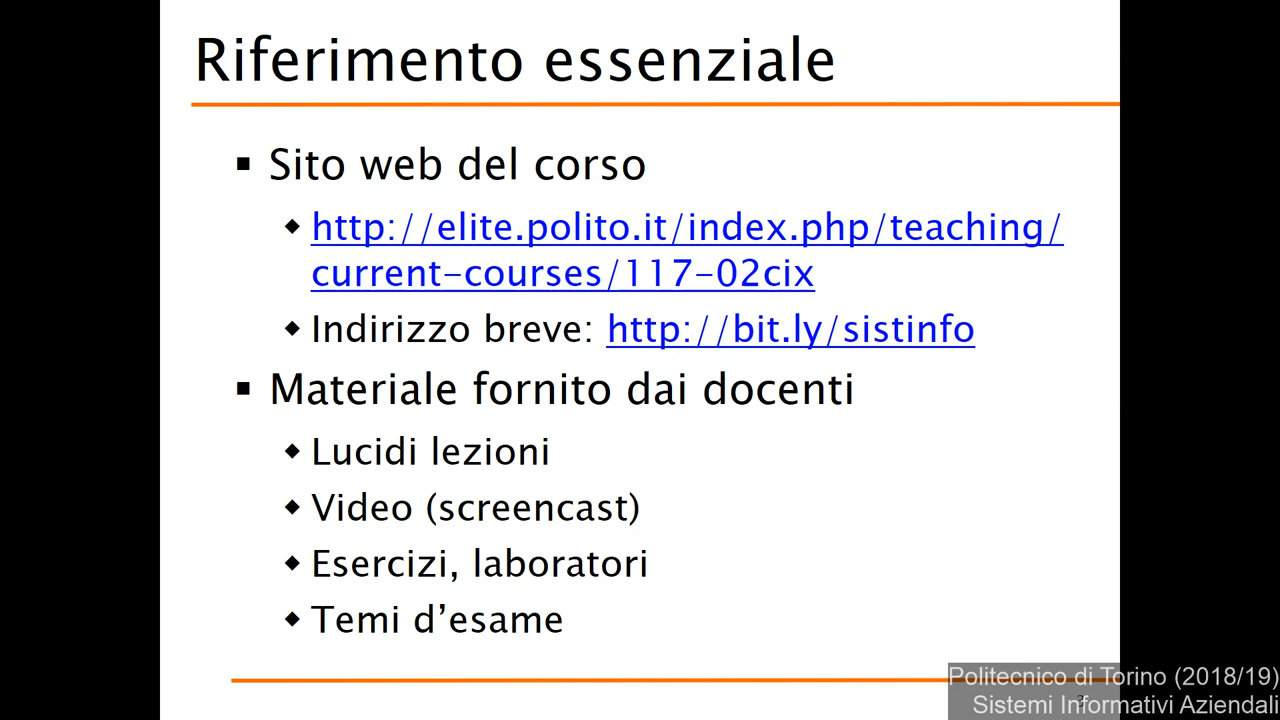 Riferimento essenziale
Sito web del corso
http://elite.polito.it/index.php/teaching/
current-courses/117-02cix
Indirizzo breve: http://bit.ly/sistinfo
Materiale fornito dai docenti
Lucidi lezioni
Video (screencast)
Esercizi, laboratori
Temi d’esame
Politecnico di Torino (2018/19)
Sistemi Informativi Aziendali